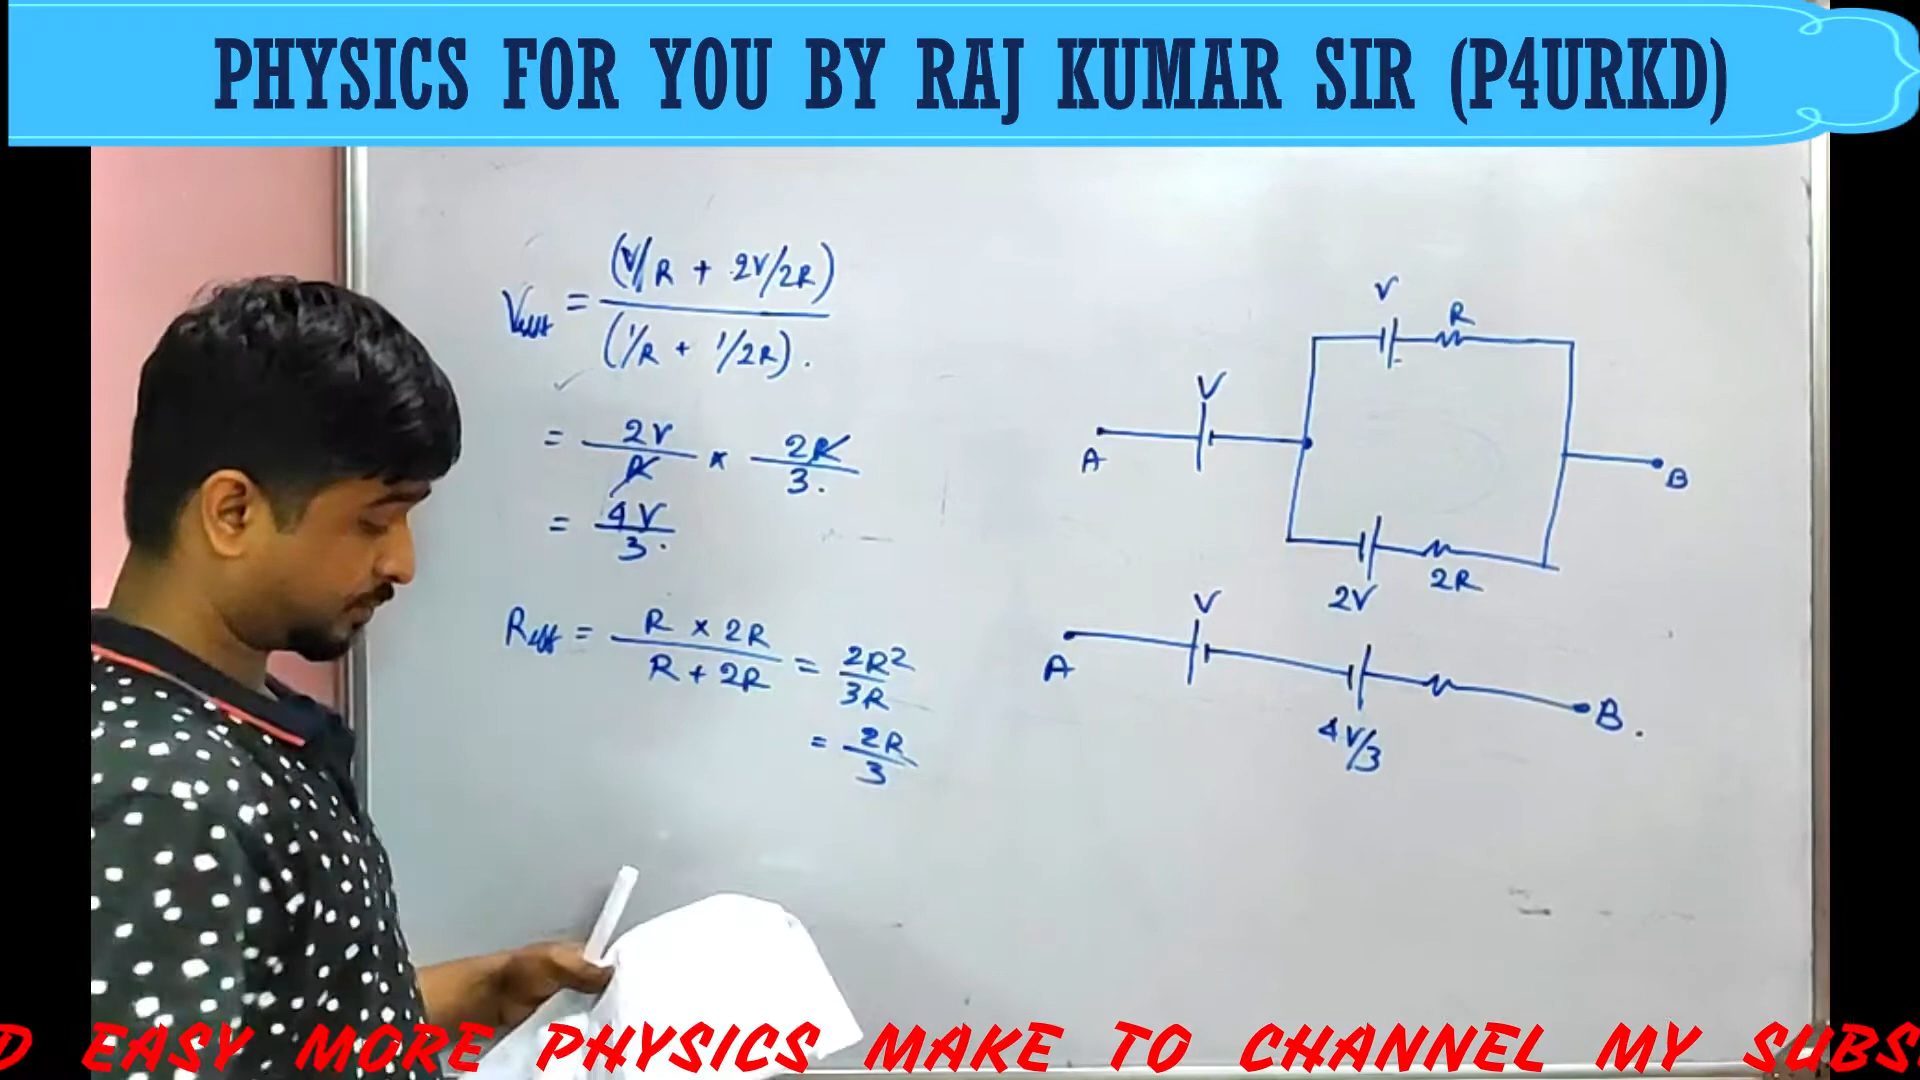 PHYSICS FOR YOU BY RAJ KUMAR SIR (P4URKD)
Veff = (V/R + 2V/2R) / (1/R + 1/2R).
= 2V/R × 2R/3.
= 4V/3.
Reff = R × 2R / R + 2R = 2R²/3R
= 2R/3
V
R
V
A
B
2V
2R
V
A
B.
4V/3
D EASY MORE PHYSICS MAKE TO CHANNEL MY SUBS